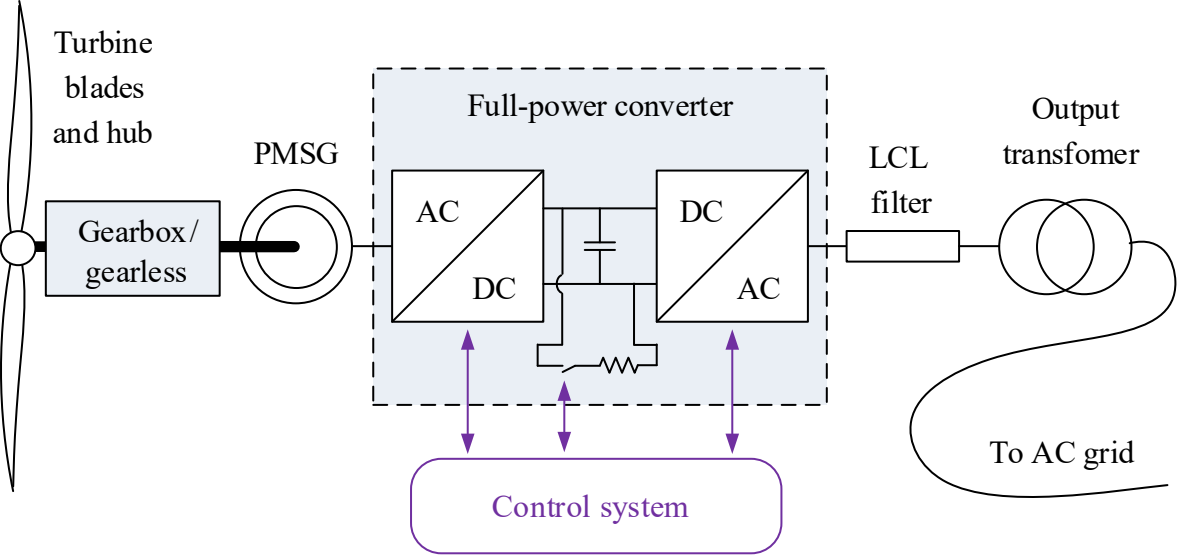 Turbine
blades
and hub
Gearbox/
gearless
PMSG
Full-power converter
AC
DC
DC
AC
LCL
filter
Output
transfomer
To AC grid
Control system